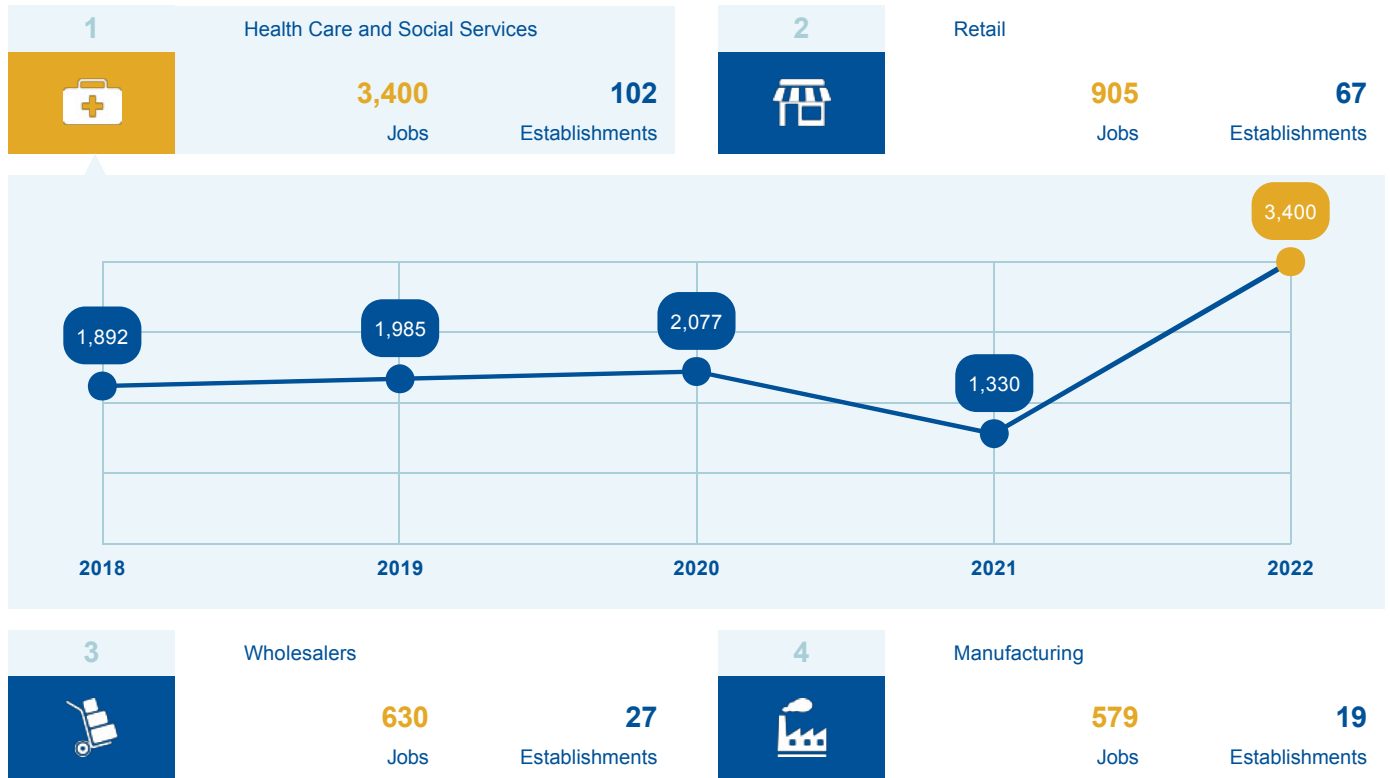 1
Health Care and Social Services
3,400
Jobs
102
Establishments
2
Retail
905
Jobs
67
Establishments
1,892
1,985
2,077
1,330
3,400
2018
2019
2020
2021
2022
3
Wholesalers
630
Jobs
27
Establishments
4
Manufacturing
579
Jobs
19
Establishments